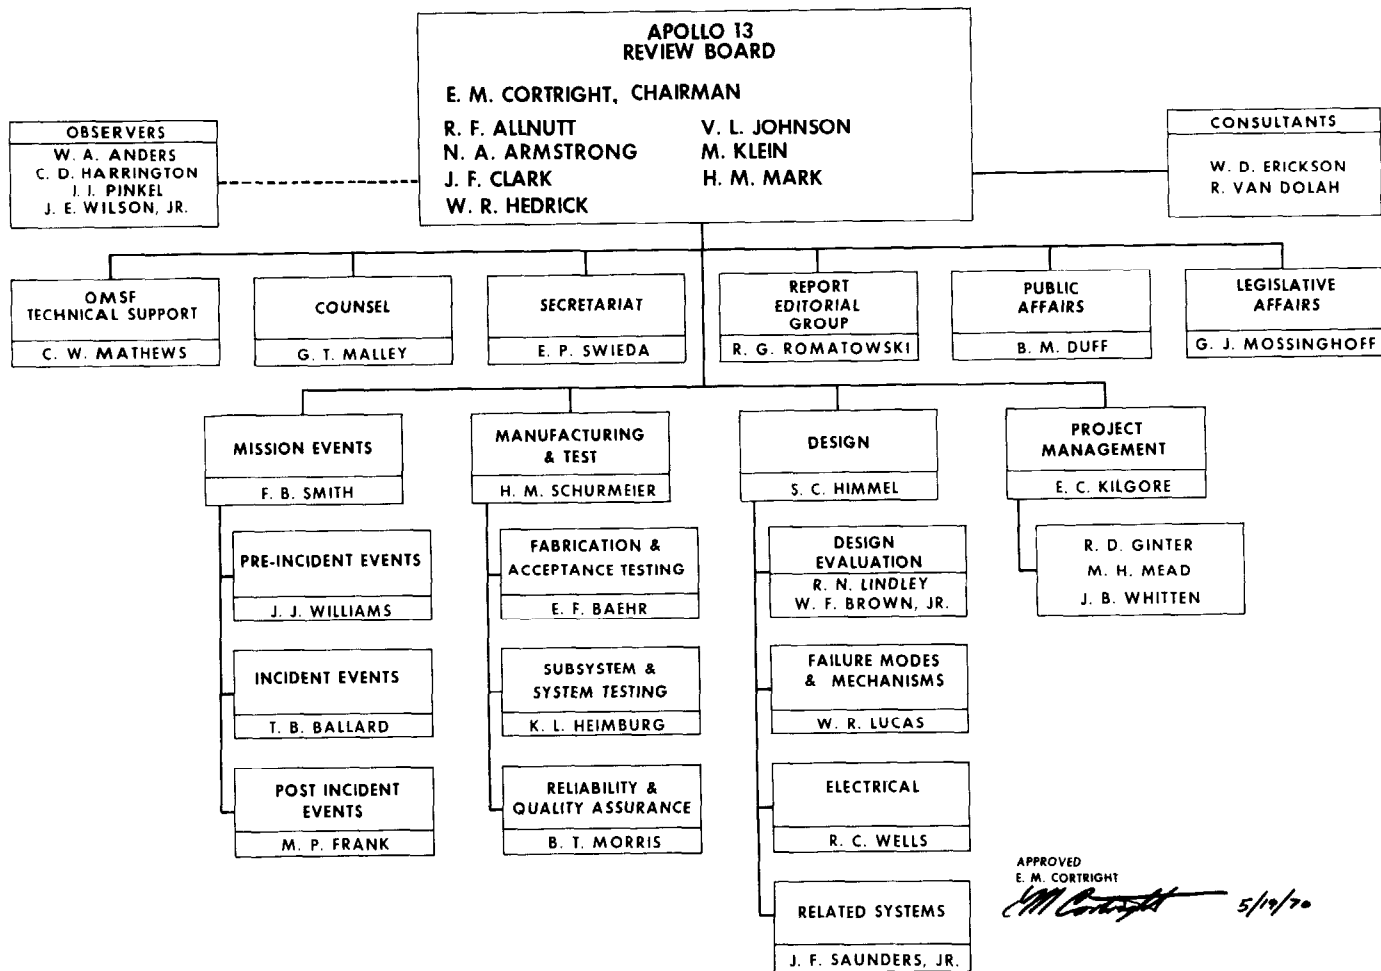 APOLLO 13
REVIEW BOARD
E. M. CORTRIGHT, CHAIRMAN
R. F. ALLNUTT
V. L. JOHNSON
N. A. ARMSTRONG
M. KLEIN
J. F. CLARK
H. M. MARK
W. R. HEDRICK
OBSERVERS
W. A. ANDERS
C. D. HARRINGTON
I. I. PINKEL
J. E. WILSON, JR.
CONSULTANTS
W. D. ERICKSON
R. VAN DOLAH
OMSF
TECHNICAL SUPPORT
C. W. MATHEWS
COUNSEL
G. T. MALLEY
SECRETARIAT
E. P. SWIEDA
REPORT
EDITORIAL
GROUP
R. G. ROMATOWSKI
PUBLIC
AFFAIRS
B. M. DUFF
LEGISLATIVE
AFFAIRS
G. J. MOSSINGHOFF
MISSION EVENTS
F. B. SMITH
MANUFACTURING
& TEST
H. M. SCHURMEIER
DESIGN
S. C. HIMMEL
PROJECT
MANAGEMENT
E. C. KILGORE
PRE-INCIDENT EVENTS
J. J. WILLIAMS
INCIDENT EVENTS
T. B. BALLARD
POST INCIDENT
EVENTS
M. P. FRANK
FABRICATION &
ACCEPTANCE TESTING
E. F. BAEHR
SUBSYSTEM &
SYSTEM TESTING
K. L. HEIMBURG
RELIABILITY &
QUALITY ASSURANCE
B. T. MORRIS
DESIGN
EVALUATION
R. N. LINDLEY
W. F. BROWN, JR.
FAILURE MODES
& MECHANISMS
W. R. LUCAS
ELECTRICAL
R. C. WELLS
RELATED SYSTEMS
J. F. SAUNDERS, JR.
R. D. GINTER
M. H. MEAD
J. B. WHITTEN
APPROVED
E. M. CORTRIGHT
EM Cortright 5/19/70